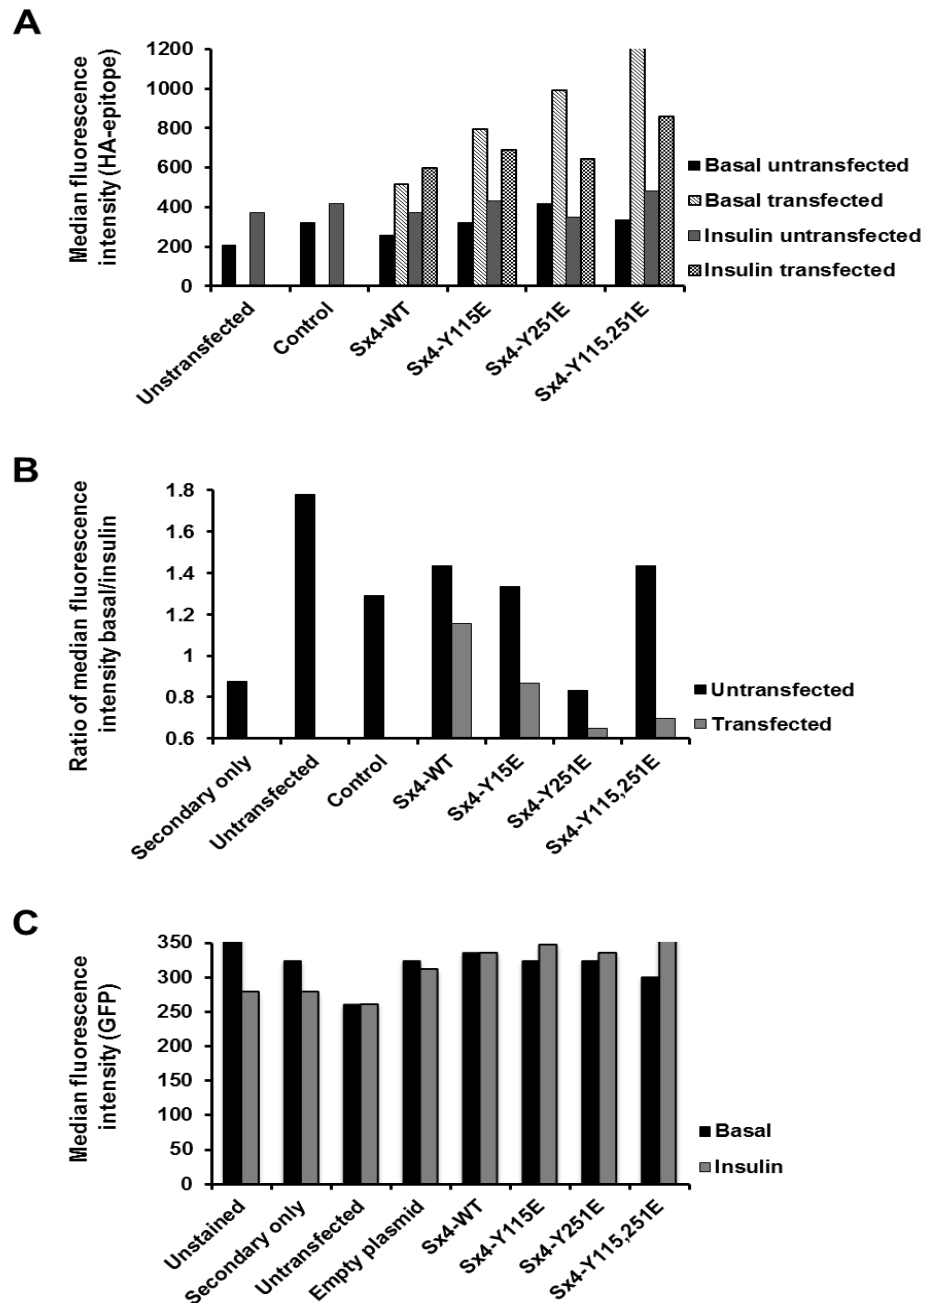 A
Median fluorescence
intensity (HA-epitope)
1200
1000
800
600
400
200
0
Unstransfected
Control
Sx4-WT
Sx4-Y115E
Sx4-Y251E
Sx4-Y115.251E
Basal untransfected
Basal transfected
Insulin untransfected
Insulin transfected
B
Ratio of median fluorescence
intensity basal/insulin
1.8
1.6
1.4
1.2
1
0.8
0.6
Secondary only
Untransfected
Control
Sx4-WT
Sx4-Y15E
Sx4-Y251E
Sx4-Y115,251E
Untransfected
Transfected
C
Median fluorescence
intensity (GFP)
350
300
250
200
150
100
50
0
Unstained
Secondary only
Untransfected
Empty plasmid
Sx4-WT
Sx4-Y115E
Sx4-Y251E
Sx4-Y115,251E
Basal
Insulin